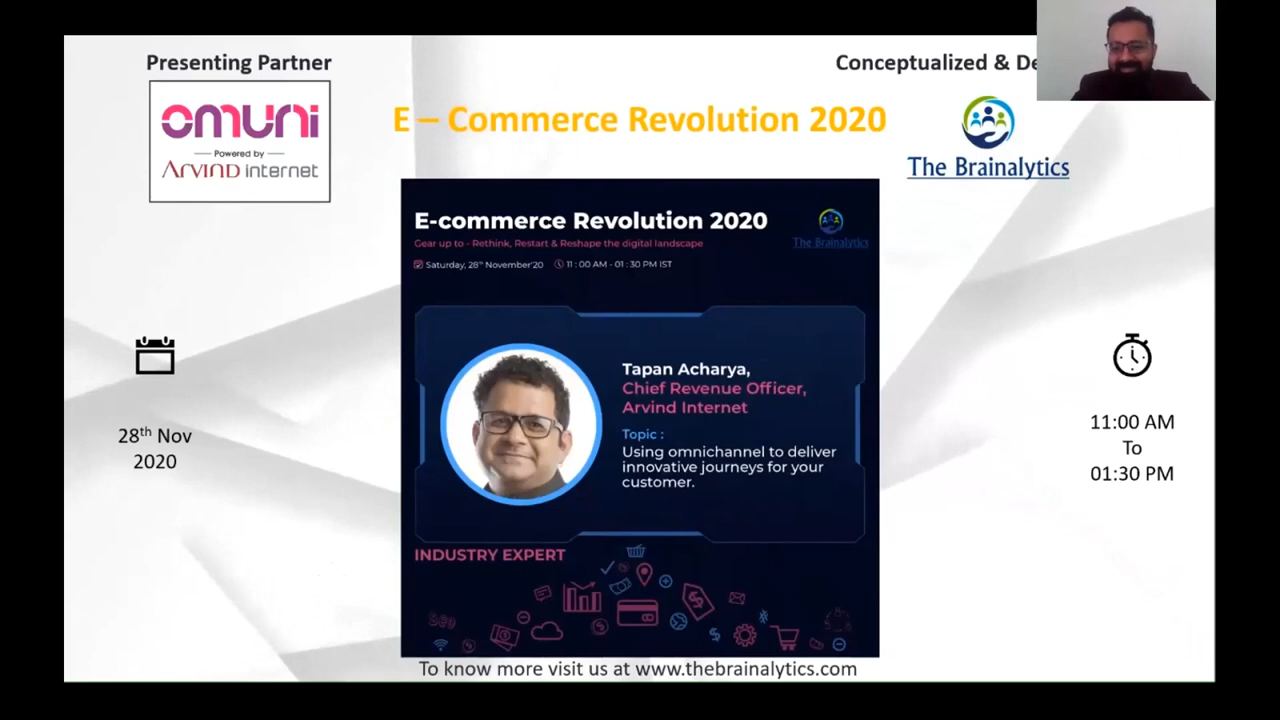 Presenting Partner
Conceptualized & De
omuni
Powered by
ARVIND internet
E – Commerce Revolution 2020
The Brainalytics
E-commerce Revolution 2020
Gear up to - Rethink, Restart & Reshape the digital landscape
The Brainalytics
Saturday, 28th November'20 11 : 00 AM - 01 : 30 PM IST
Tapan Acharya,
Chief Revenue Officer,
Arvind Internet
Topic :
Using omnichannel to deliver
innovative journeys for your
customer.
28th Nov
2020
11:00 AM
To
01:30 PM
INDUSTRY EXPERT
To know more visit us at www.thebrainalytics.com